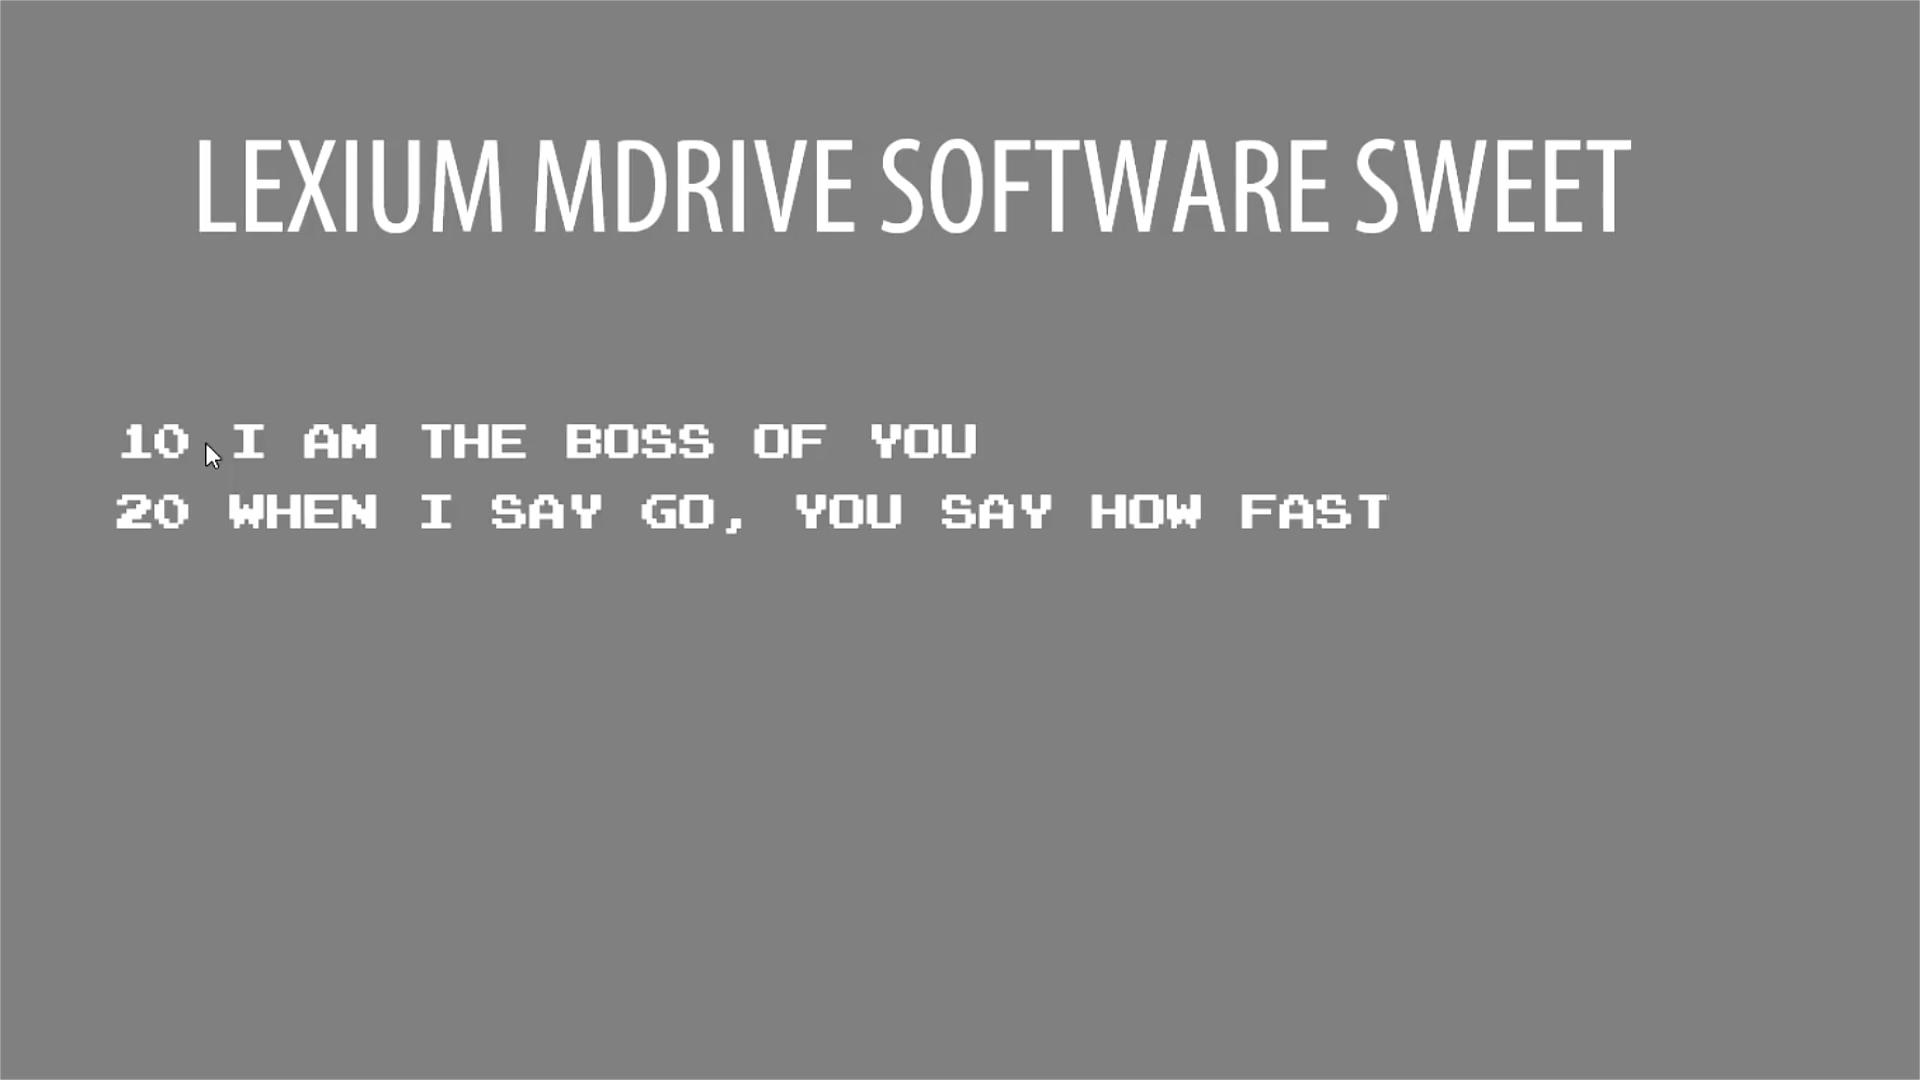 LEXIUM MDRIVE SOFTWARE SWEET
10 I AM THE BOSS OF YOU
20 WHEN I SAY GO, YOU SAY HOW FAST